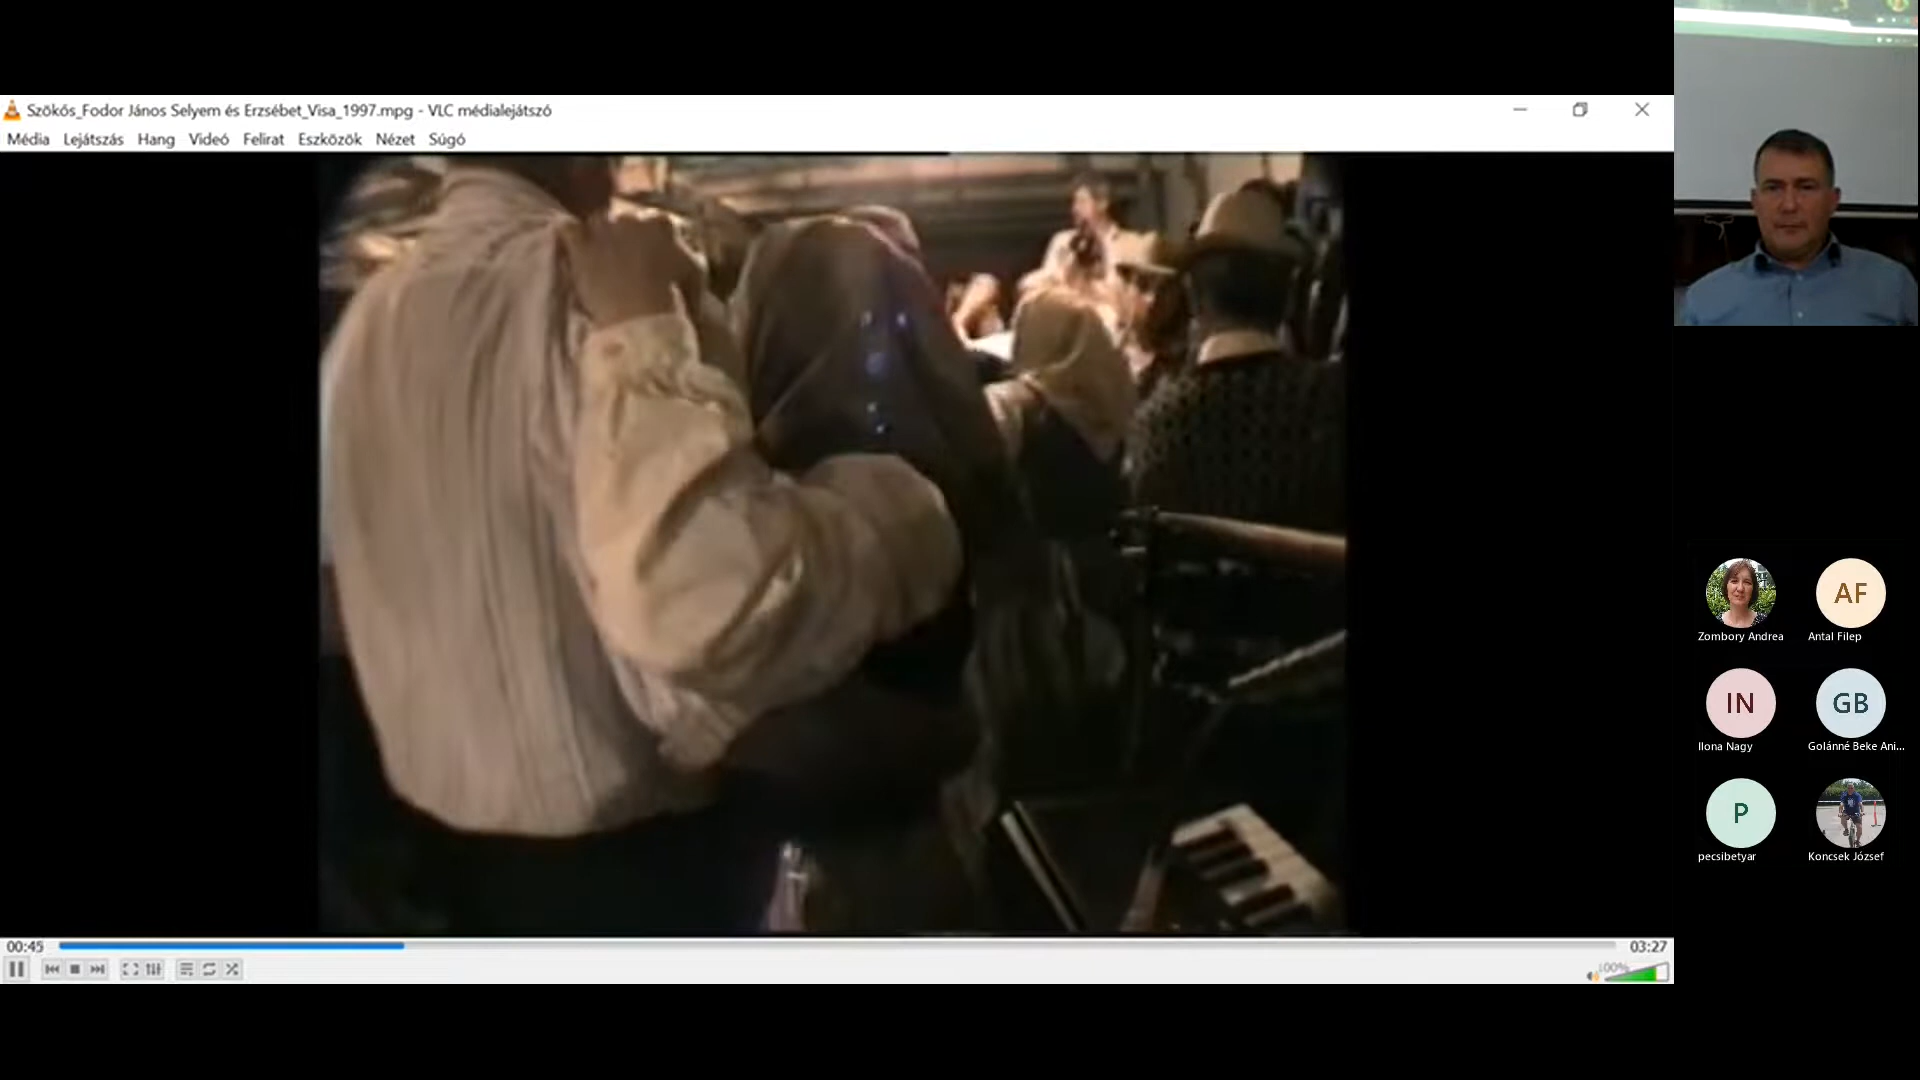 Szökős_Fodor János Selyem és Erzsébet_Visa_1997.mpg - VLC médialejátszó
Média Lejátszás Hang Videó Felirat Eszközök Nézet Súgó
00:45
03:27
100%
AF
Zombory Andrea
Antal Filep
IN
GB
Ilona Nagy
Golánné Beke Ani...
P
pecsibetyar
Koncsek József